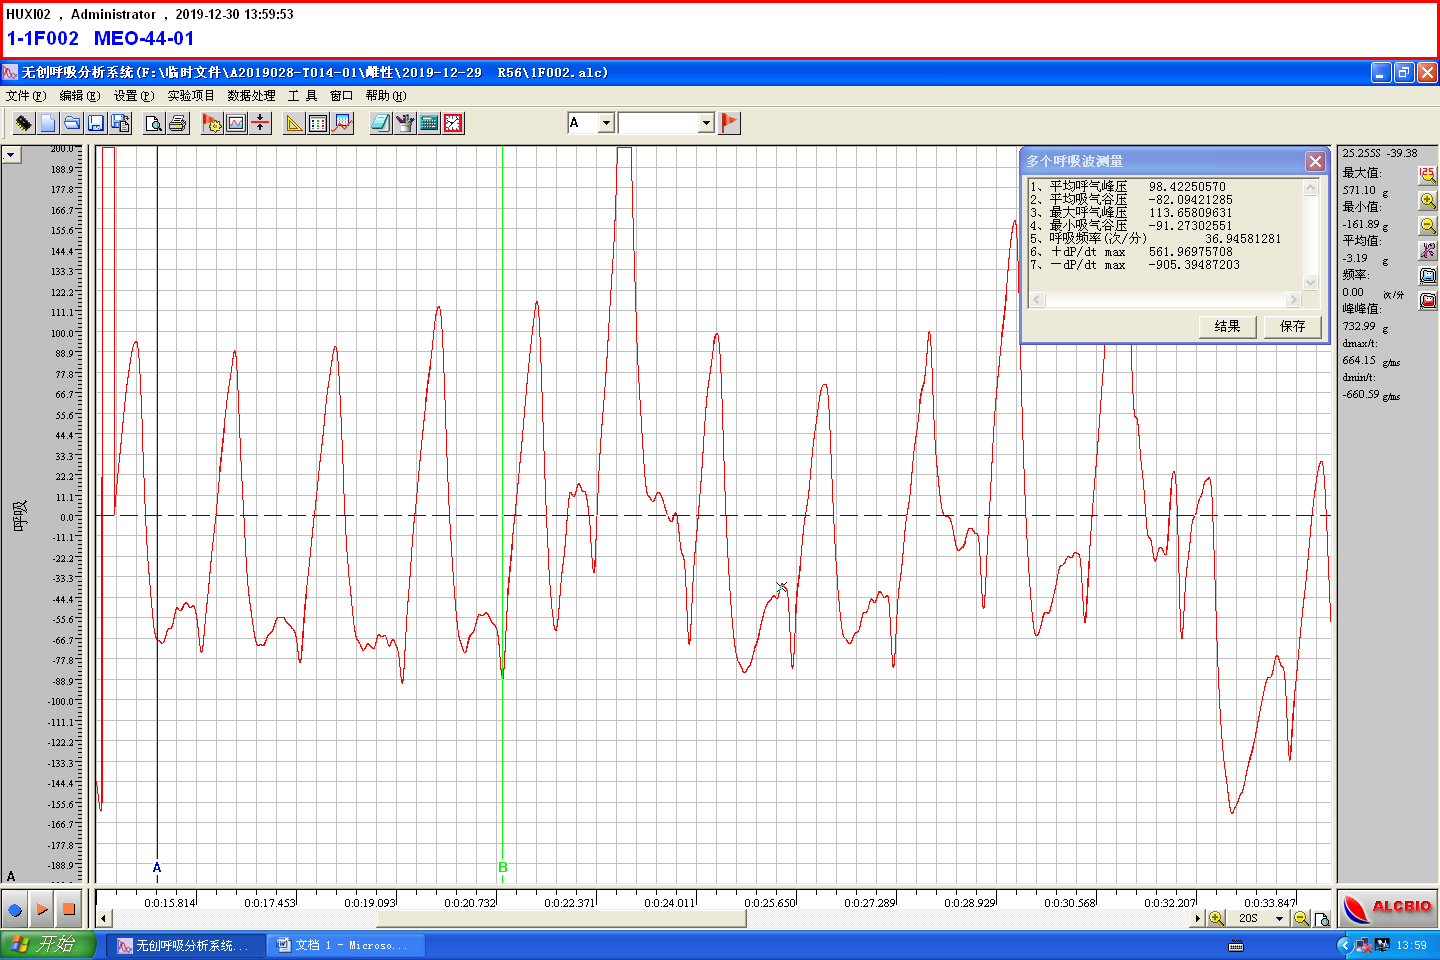 HUXI02 , Administrator , 2019-12-30 13:59:53
1-1F002 MEO-44-01
无创呼吸分析系统(F:\临时文件\A2019028-T014-01\雌性\2019-12-29 R56\1F002.alc)
文件(F) 编辑(E) 设置(P) 实验项目 数据处理 工 具 窗口 帮助(H)
A
200.0
188.9
177.8
166.7
155.6
144.4
133.3
122.2
111.1
100.0
88.9
77.8
66.7
55.6
44.4
33.3
22.2
11.1
0.0
-11.1
-22.2
-33.3
-44.4
-55.6
-66.7
-77.8
-88.9
-100.0
-111.1
-122.2
-133.3
-144.4
-155.6
-166.7
-177.8
-188.9
呼吸
A
A
B
多个呼吸波测量
1、平均呼气峰压 98.42250570
2、平均吸气谷压 -82.09421285
3、最大呼气峰压 113.65809631
4、最小吸气谷压 -91.27302551
5、呼吸频率(次/分) 36.94581281
6、＋dP/dt max 561.96975708
7、－dP/dt max -905.39487203
结果 保存
25.255S -39.38
最大值:
571.10 g
最小值:
-161.89 g
平均值:
-3.19 g
频率:
0.00 次/分
峰峰值:
732.99 g
dmax/t:
664.15 g/ms
dmin/t:
-660.59 g/ms
125
0:0:15.814 0:0:17.453 0:0:19.093 0:0:20.732 0:0:22.371 0:0:24.011 0:0:25.650 0:0:27.289 0:0:28.929 0:0:30.568 0:0:32.207 0:0:33.847
20S
ALCBIO
开始 无创呼吸分析系统... 文档 1 - Microso... 13:59